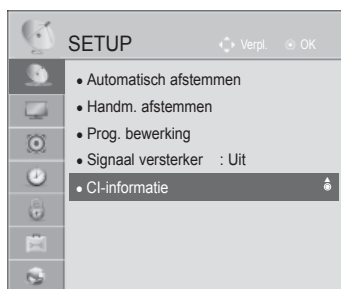 SETUP Verpl. OK
• Automatisch afstemmen
• Handm. afstemmen
• Prog. bewerking
• Signaal versterker : Uit
• CI-informatie